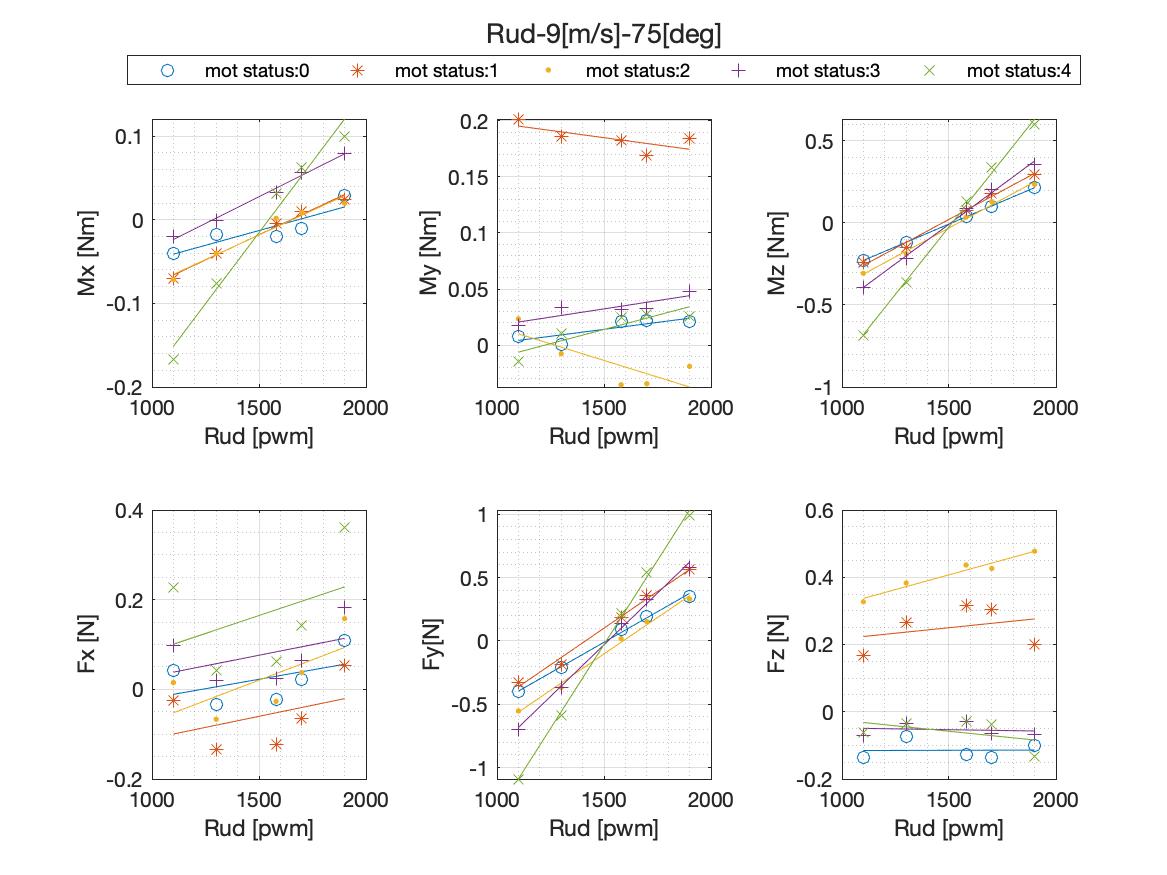 Rud-9[m/s]-75[deg]
mot status:0 mot status:1 mot status:2 mot status:3 mot status:4
0.1
0
-0.1
-0.2
Mx [Nm]
1000 1500 2000
Rud [pwm]
0.2
0.15
0.1
0.05
0
My [Nm]
1000 1500 2000
Rud [pwm]
0.5
0
-0.5
-1
Mz [Nm]
1000 1500 2000
Rud [pwm]
0.4
0.2
0
-0.2
Fx [N]
1000 1500 2000
Rud [pwm]
1
0.5
0
-0.5
-1
Fy[N]
1000 1500 2000
Rud [pwm]
0.6
0.4
0.2
0
-0.2
Fz [N]
1000 1500 2000
Rud [pwm]